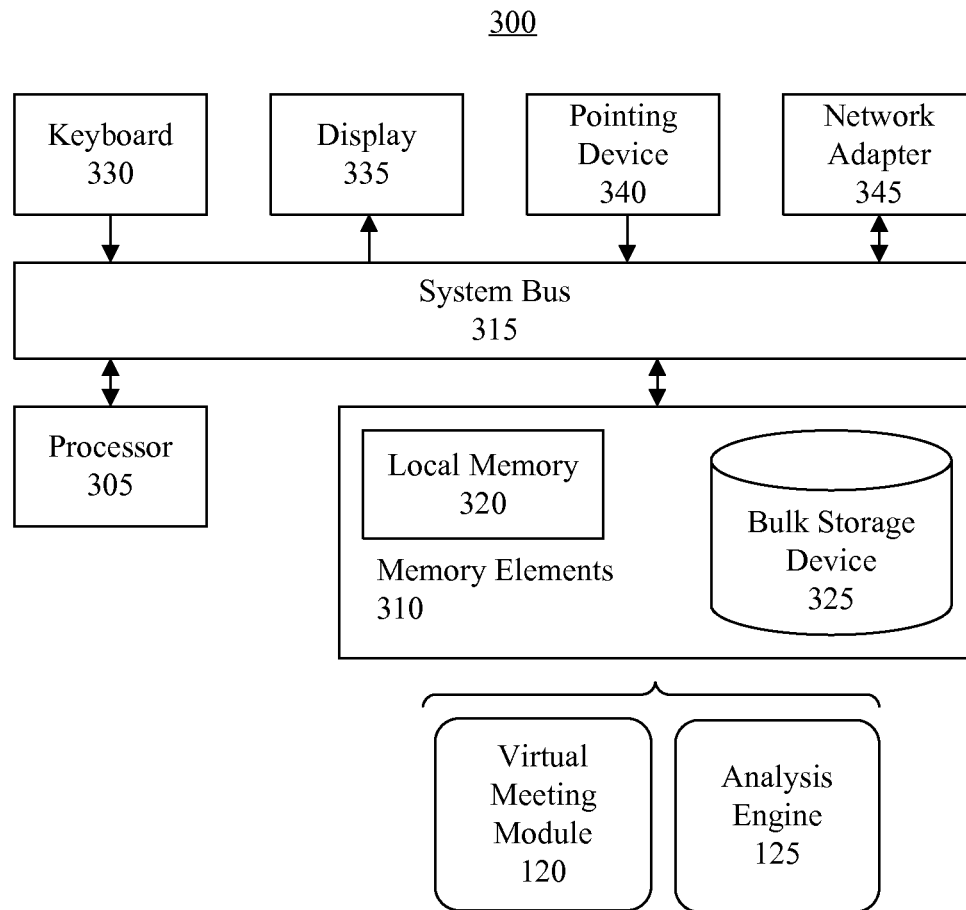 300
Keyboard
330
Display
335
Pointing
Device
340
Network
Adapter
345
System Bus
315
Processor
305
Local Memory
320
Memory Elements
310
Bulk Storage
Device
325
Virtual
Meeting
Module
120
Analysis
Engine
125